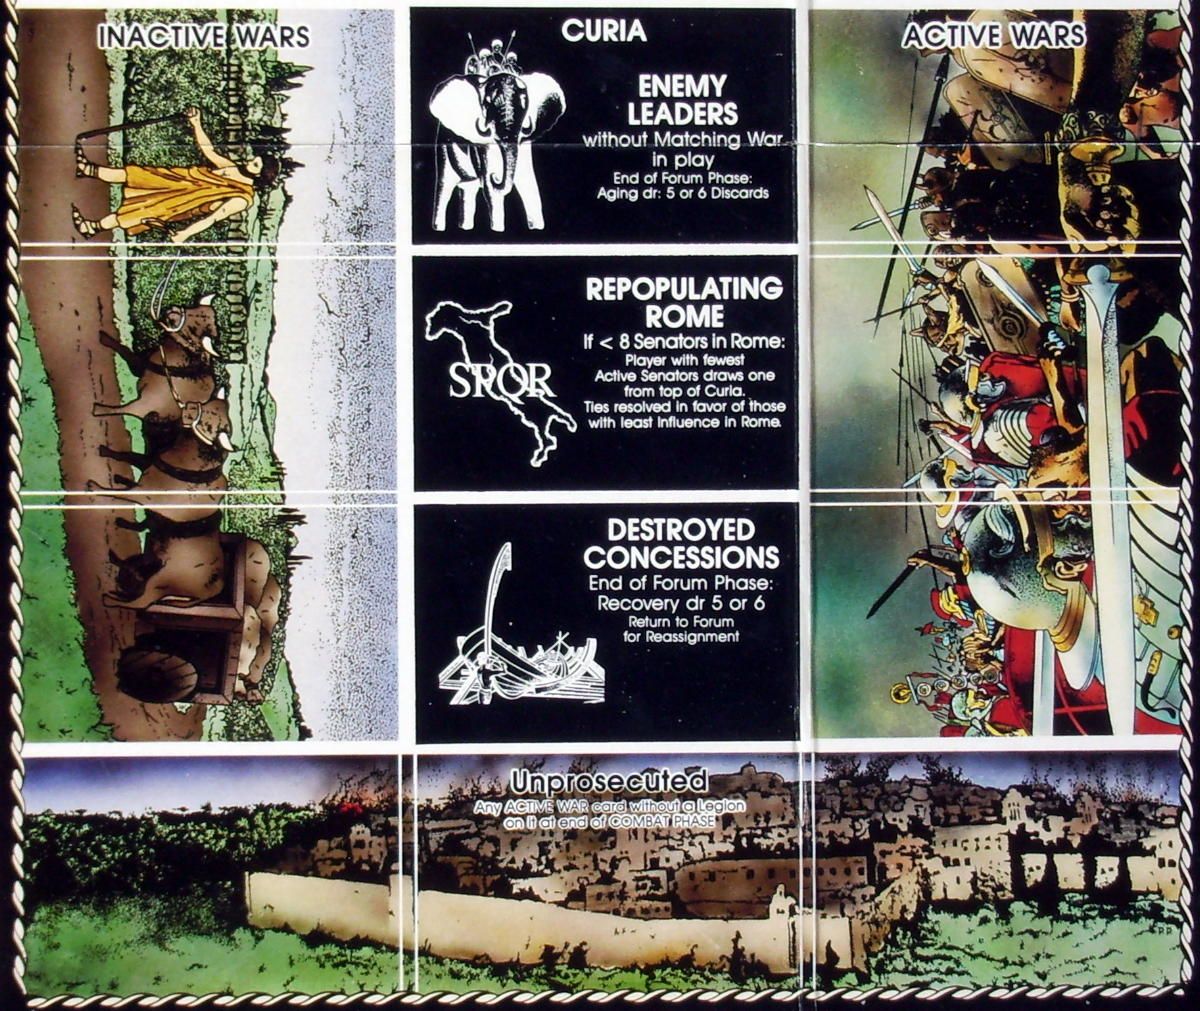 INACTIVE WARS
CURIA
ENEMY
LEADERS
without Matching War
in play
End of Forum Phase:
Aging dr: 5 or 6 Discards
REPOPULATING
ROME
If < 8 Senators in Rome:
Player with fewest
Active Senators draws one
from top of Curia.
Ties resolved in favor of those
with least Influence in Rome.
SPQR
DESTROYED
CONCESSIONS
End of Forum Phase:
Recovery dr 5 or 6
Return to Forum
for Reassignment
ACTIVE WARS
Unprosecuted
Any ACTIVE WAR card without a Legion
on it at end of COMBAT PHASE